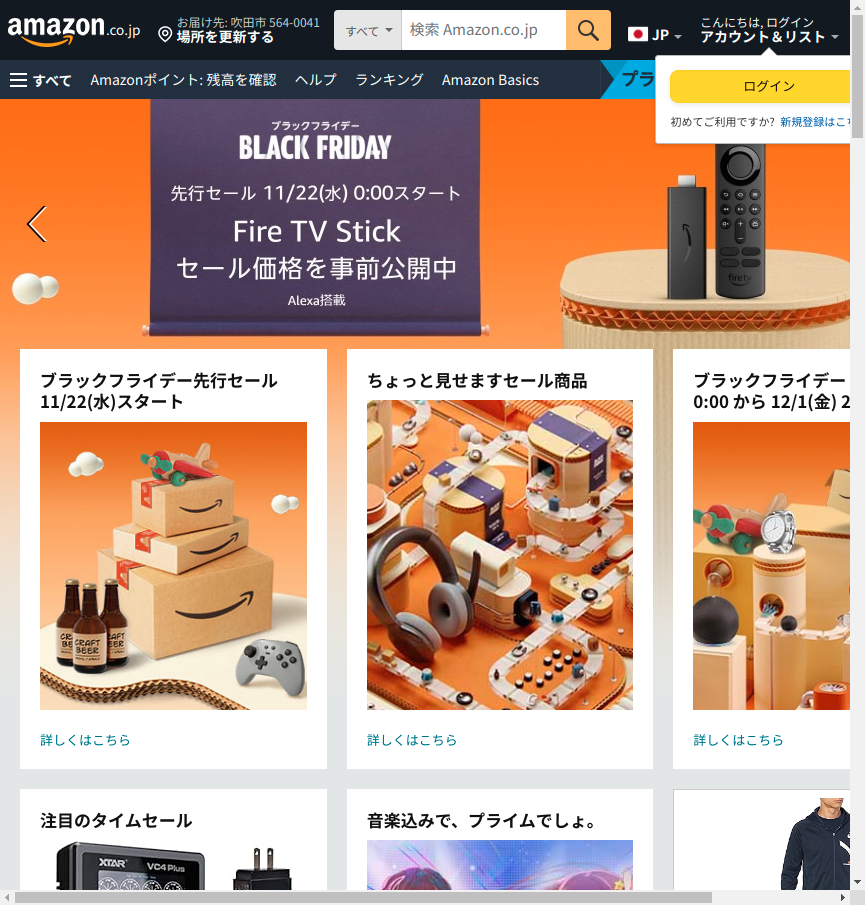 amazon.co.jp
お届け先: 吹田市 564-0041
場所を更新する
すべて
検索 Amazon.co.jp
JP
こんにちは, ログイン
アカウント＆リスト
すべて
Amazonポイント: 残高を確認
ヘルプ
ランキング
Amazon Basics
プラ
ログイン
初めてご利用ですか? 新規登録はこち
ブラックフライデー
BLACK FRIDAY
先行セール 11/22(水) 0:00スタート
Fire TV Stick
セール価格を事前公開中
Alexa搭載
firetv
ブラックフライデー先行セール
11/22(水)スタート
ちょっと見せますセール商品
ブラックフライデー
0:00 から 12/1(金) 2
CRAFT
BEER
詳しくはこちら
詳しくはこちら
詳しくはこちら
注目のタイムセール
音楽込みで、プライムでしょ。
XTAR
VC4 Plus